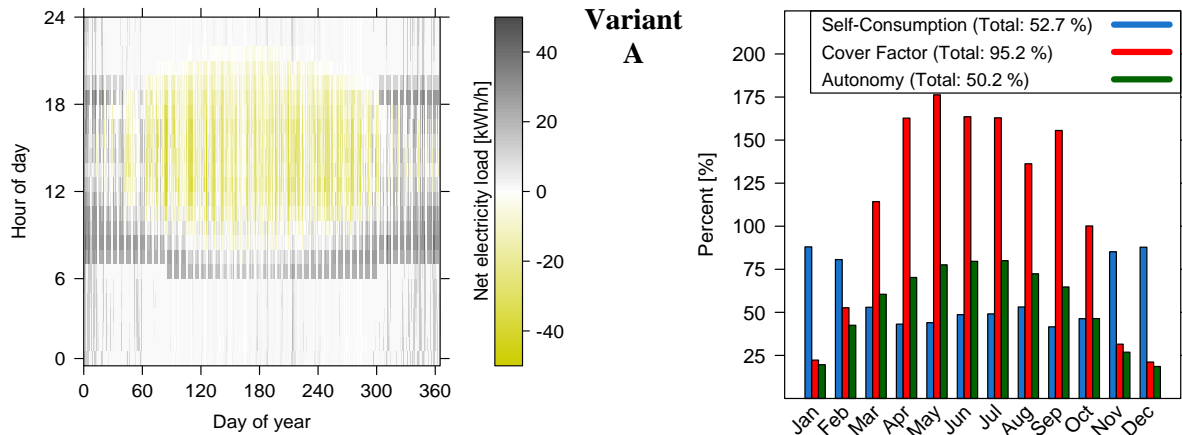 24
18
12
6
0
Hour of day
0 60 120 180 240 300 360
Day of year
40
20
0
-20
-40
Net electricity load [kWh/h]
Variant
A
Self-Consumption (Total: 52.7 %)
Cover Factor (Total: 95.2 %)
Autonomy (Total: 50.2 %)
200
175
150
125
100
75
50
25
Percent [%]
Jan Feb Mar Apr May Jun Jul Aug Sep Oct Nov Dec